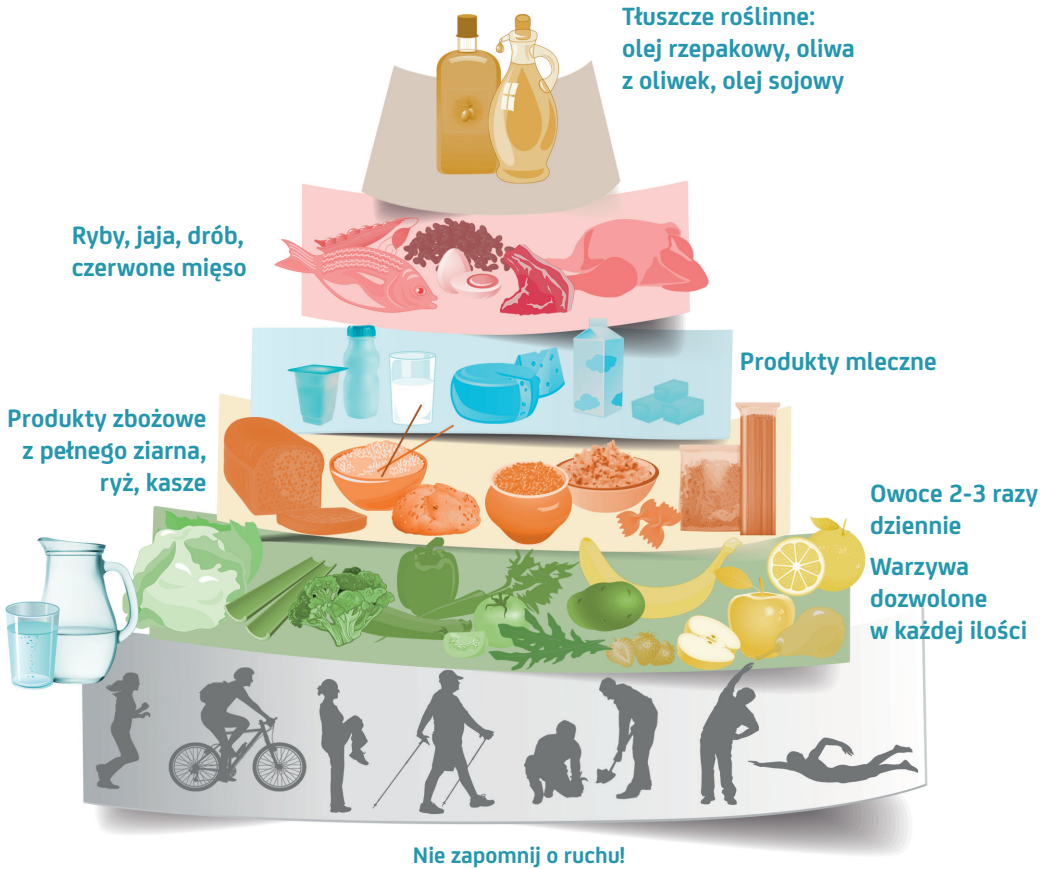 Tłuszcze roślinne:
olej rzepakowy, oliwa
z oliwek, olej sojowy
Ryby, jaja, drób,
czerwone mięso
Produkty mleczne
Produkty zbożowe
z pełnego ziarna,
ryż, kasze
Owoce 2-3 razy
dziennie
Warzywa
dozwolone
w każdej ilości
Nie zapomnij o ruchu!